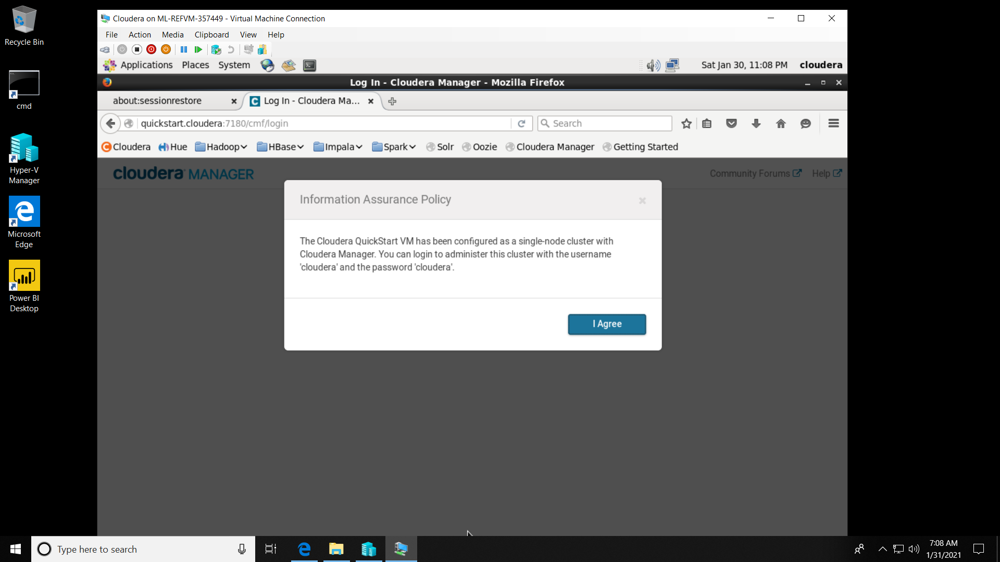 Recycle Bin
cmd
Hyper-V
Manager
Microsoft
Edge
Power BI
Desktop
Cloudera on ML-REFVM-357449 - Virtual Machine Connection
File Action Media Clipboard View Help
Applications Places System
Sat Jan 30, 11:08 PM cloudera
Log In - Cloudera Manager - Mozilla Firefox
about:sessionrestore
Log In - Cloudera Ma...
quickstart.cloudera:7180/cmf/login
Search
Cloudera Hue Hadoop HBase Impala Spark Solr Oozie Cloudera Manager Getting Started
cloudera MANAGER
Community Forums Help
Information Assurance Policy
The Cloudera QuickStart VM has been configured as a single-node cluster with
Cloudera Manager. You can login to administer this cluster with the username
'cloudera' and the password 'cloudera'.
I Agree
Type here to search
7:08 AM
1/31/2021